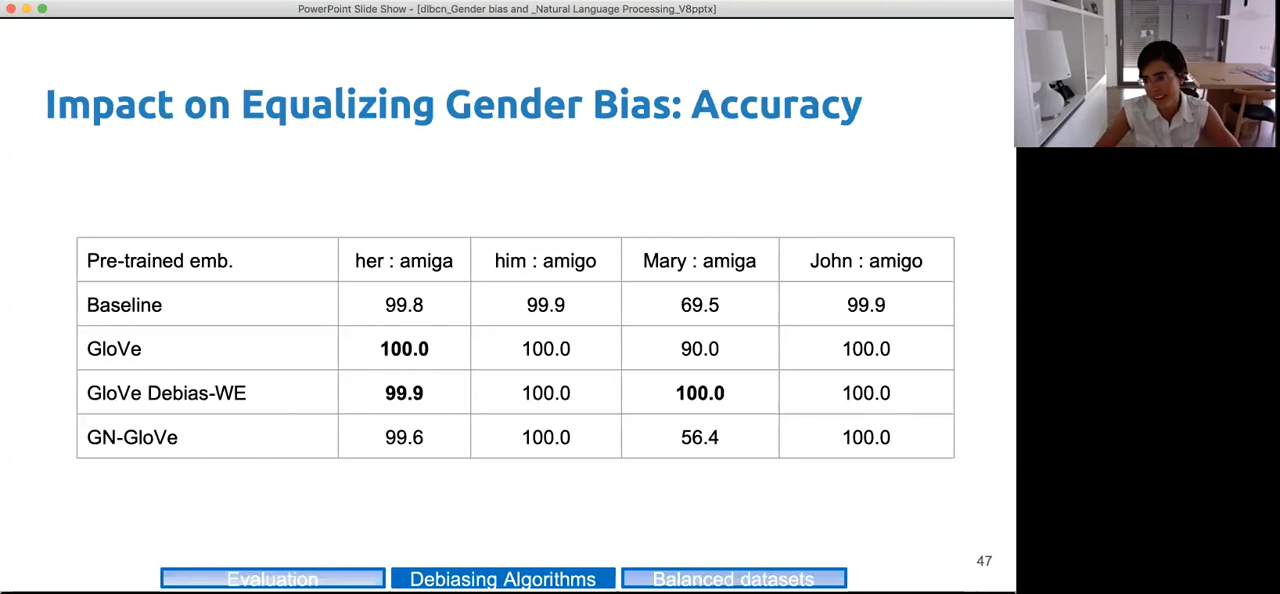 PowerPoint Slide Show - [dlbcn_Gender bias and _Natural Language Processing_V8pptx]
Impact on Equalizing Gender Bias: Accuracy
Pre-trained emb. her : amiga him : amigo Mary : amiga John : amigo
Baseline 99.8 99.9 69.5 99.9
GloVe 100.0 100.0 90.0 100.0
GloVe Debias-WE 99.9 100.0 100.0 100.0
GN-GloVe 99.6 100.0 56.4 100.0
47
Evaluation Debiasing Algorithms Balanced datasets